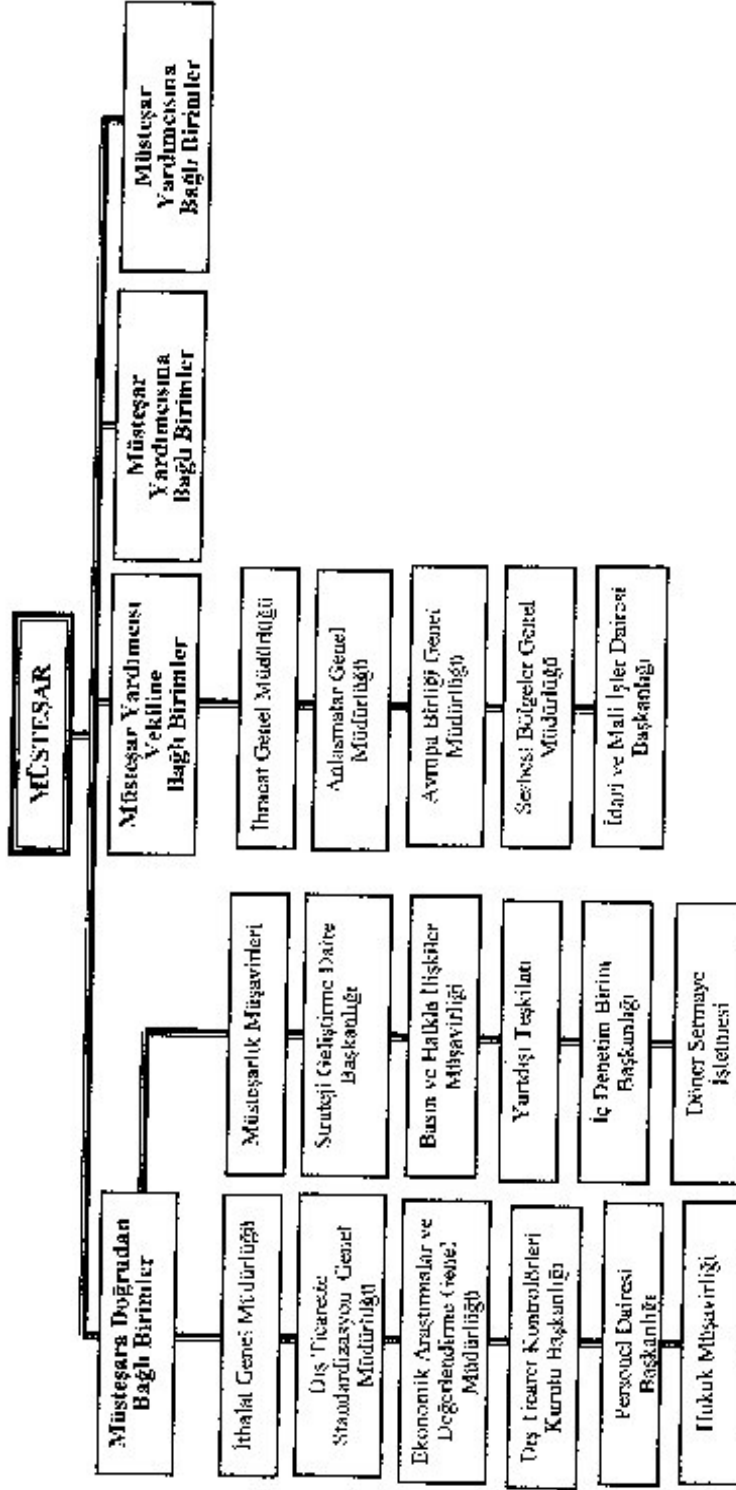 MÜSTEŞAR
Müsteşara Doğrudan
Bağlı Birimler
Müsteşar Yardımcısı
Vekiline
Bağlı Birimler
Müsteşar
Yardımcısına
Bağlı Birimler
Müsteşar
Yardımcısına
Bağlı Birimler
İthalat Genel Müdürlüğü
Dış Ticarette
Standardizasyon Genel
Müdürlüğü
Ekonomik Araştırmalar ve
Değerlendirme Genel
Müdürlüğü
Dış Ticaret Kontrolörleri
Kurulu Başkanlığı
Personel Dairesi
Başkanlığı
Hukuk Müşavirliği
Müsteşarlık Müşavirleri
Strateji Geliştirme Daire
Başkanlığı
Basın ve Halkla İlişkiler
Müşavirliği
Yurtdışı Teşkilatı
İç Denetim Birim
Başkanlığı
Döner Sermaye
İşletmesi
İhracat Genel Müdürlüğü
Anlaşmalar Genel
Müdürlüğü
Avrupa Birliği Genel
Müdürlüğü
Serbest Bölgeler Genel
Müdürlüğü
İdari ve Mali İşler Dairesi
Başkanlığı